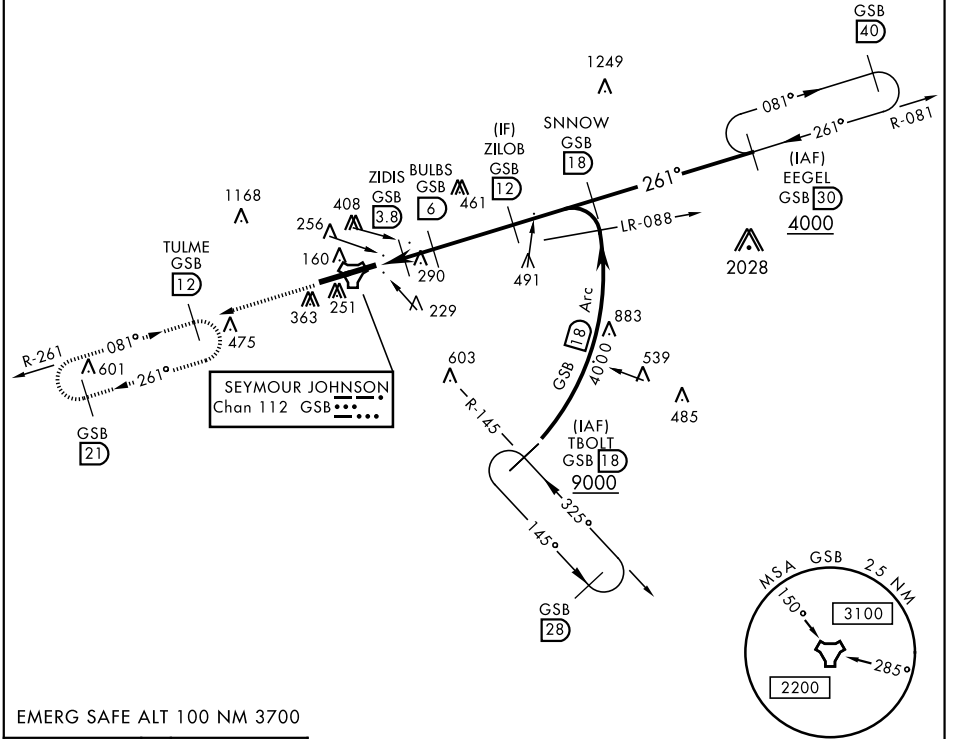 GSB
40
1249
081°
261°
R-081
(IAF)
EEGEL
GSB 30
4000
SNNOW
GSB
18
261°
(IF)
ZILOB
GSB
12
LR-088
2028
BULBS
GSB
6
461
ZIDIS
GSB
3.8
408
256
160
1168
290
491
229
251
363
TULME
GSB
12
475
R-261
081°
601
261°
GSB
21
SEYMOUR JOHNSON
Chan 112 GSB
603
R-145
GSB 18 Arc
4000
883
539
485
(IAF)
TBOLT
GSB 18
9000
325°
145°
GSB
28
MSA GSB 25 NM
150°
3100
285°
2200
EMERG SAFE ALT 100 NM 3700